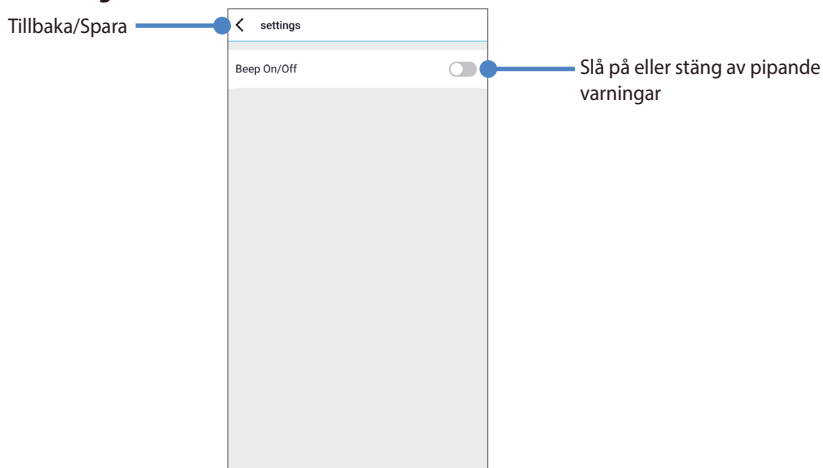 Tillbaka/Spara
settings
Beep On/Off
Slå på eller stäng av pipande
varningar